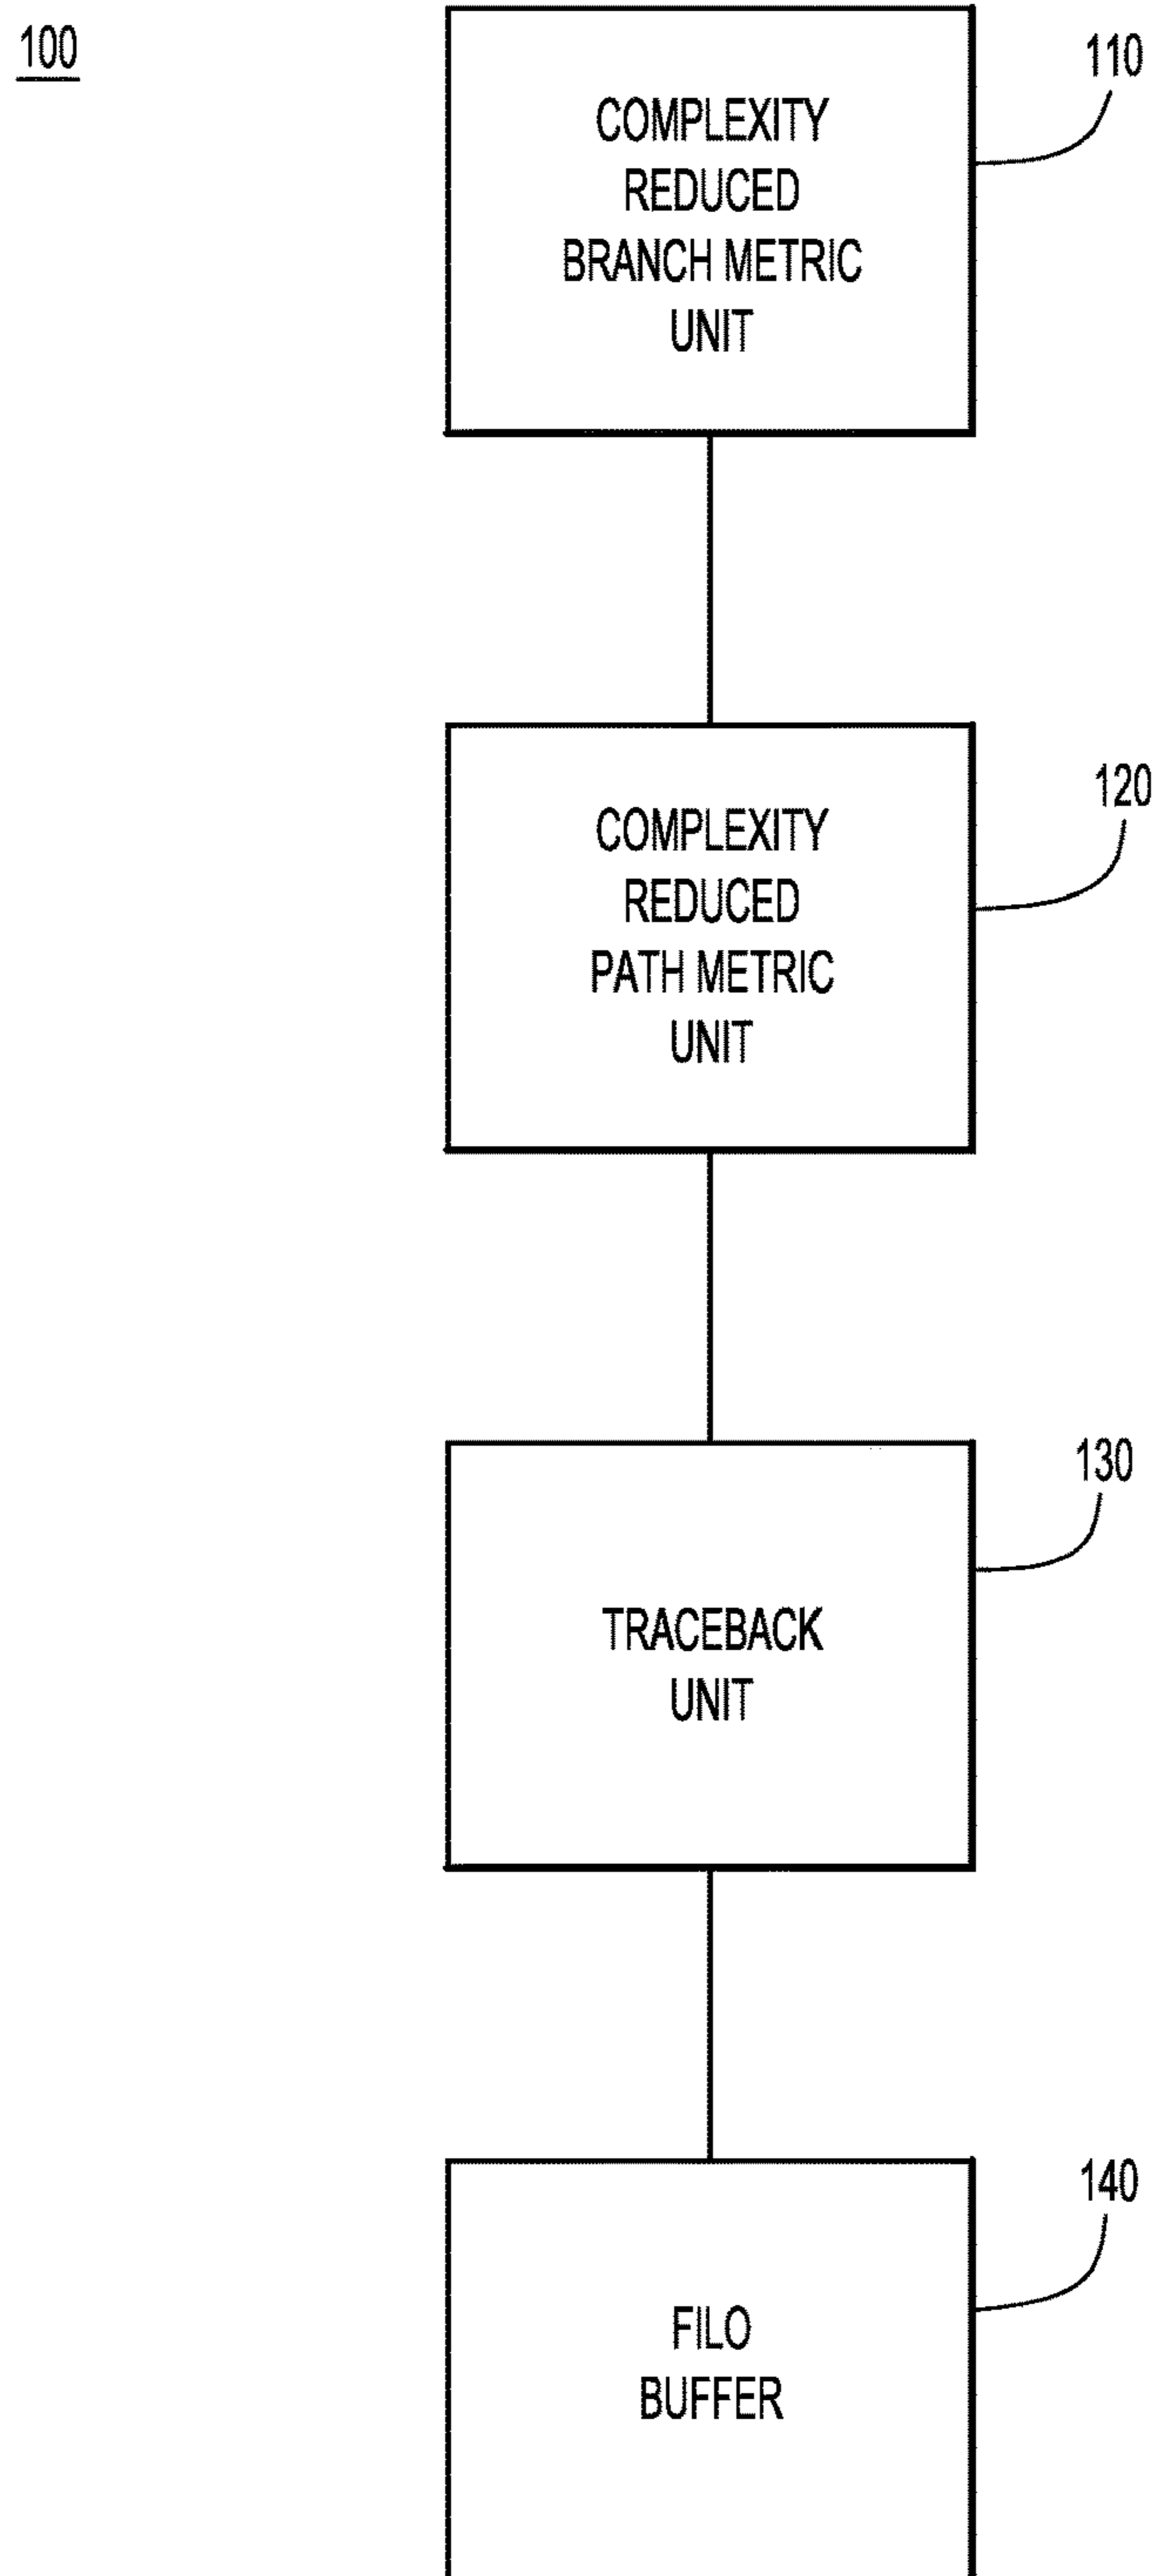 100
110
COMPLEXITY
REDUCED
BRANCH METRIC
UNIT
120
COMPLEXITY
REDUCED
PATH METRIC
UNIT
130
TRACEBACK
UNIT
140
FILO
BUFFER